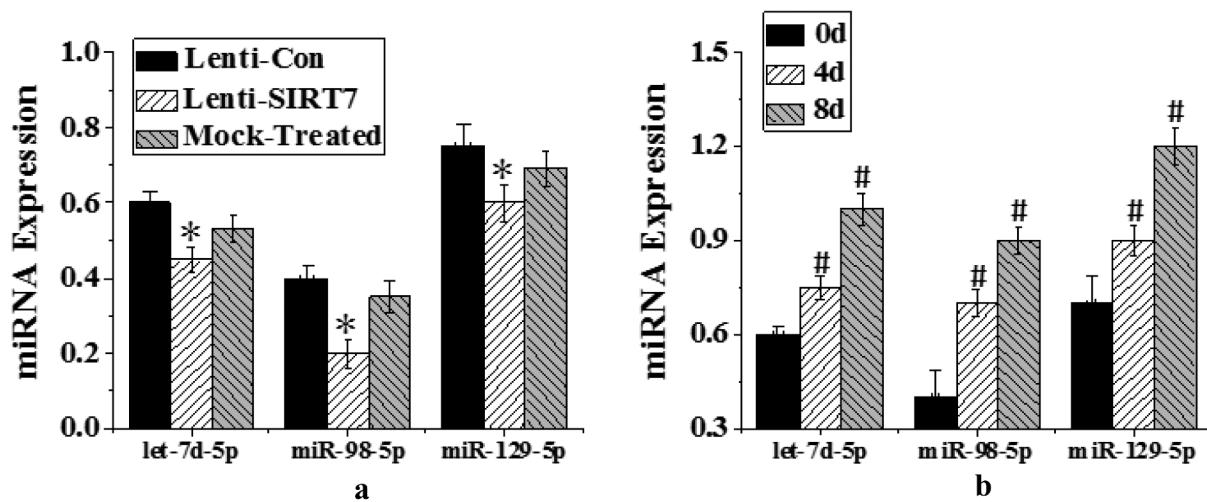 miRNA Expression
1.0
0.8
0.6
0.4
0.2
0.0
Lenti-Con
Lenti-SIRT7
Mock-Treated
*
*
*
let-7d-5p
miR-98-5p
miR-129-5p
a
miRNA Expression
1.5
1.2
0.9
0.6
0.3
0d
4d
8d
#
#
#
#
#
#
let-7d-5p
miR-98-5p
miR-129-5p
b